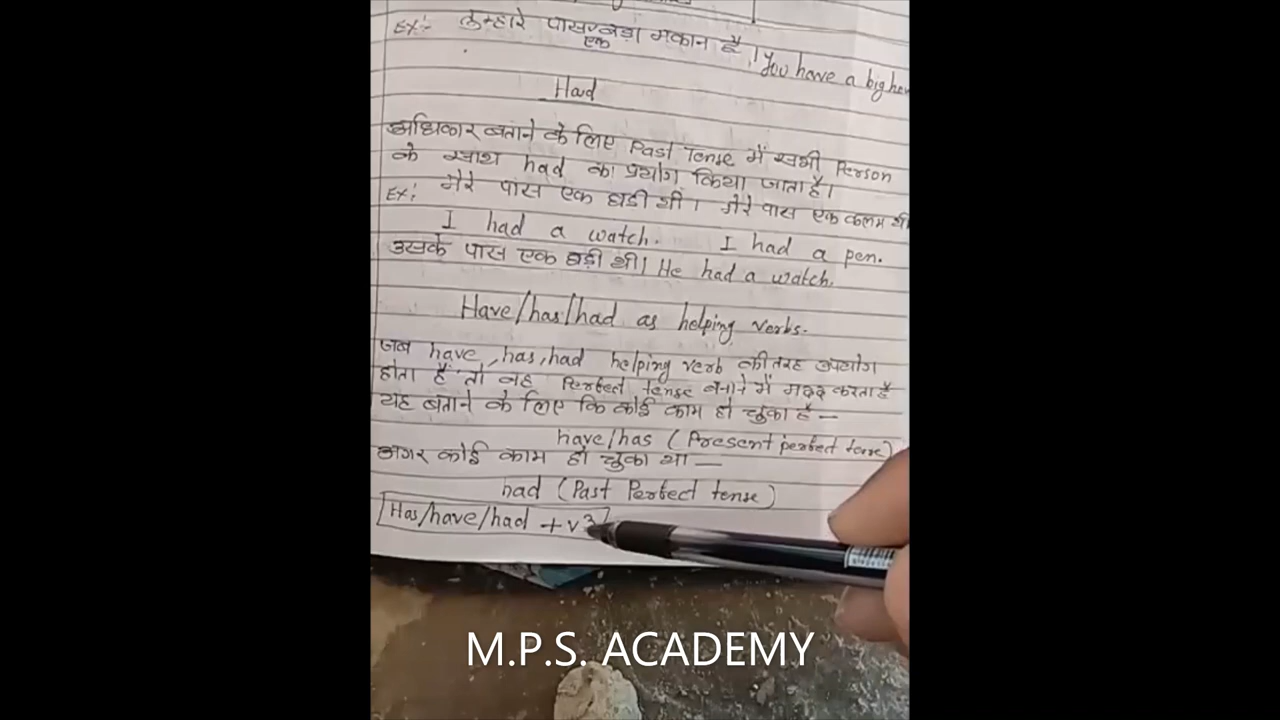 Ex:- तुम्हारे पास एक बड़ा मकान है। You have a big
Had
अधिकार बताने के लिए Past Tense में सभी Person
के साथ had का प्रयोग किया जाता है।
Ex: मेरे पास एक घडी थी। मेरे पास एक कलम थी
I had a watch. I had a pen.
उसके पास एक घड़ी थी। He had a watch.
Have/has/had as helping verbs.
जब have, has, had helping verb की तरह उपयोग
होता है तो वह Perfect tense बनाने में मदद करता है
यह बताने के लिए कि कोई काम हो चुका है —
have/has (Present perfect tense)
अगर कोई काम हो चुका था —
had (Past Perfect tense)
Has/have/had + v3
M.P.S. ACADEMY